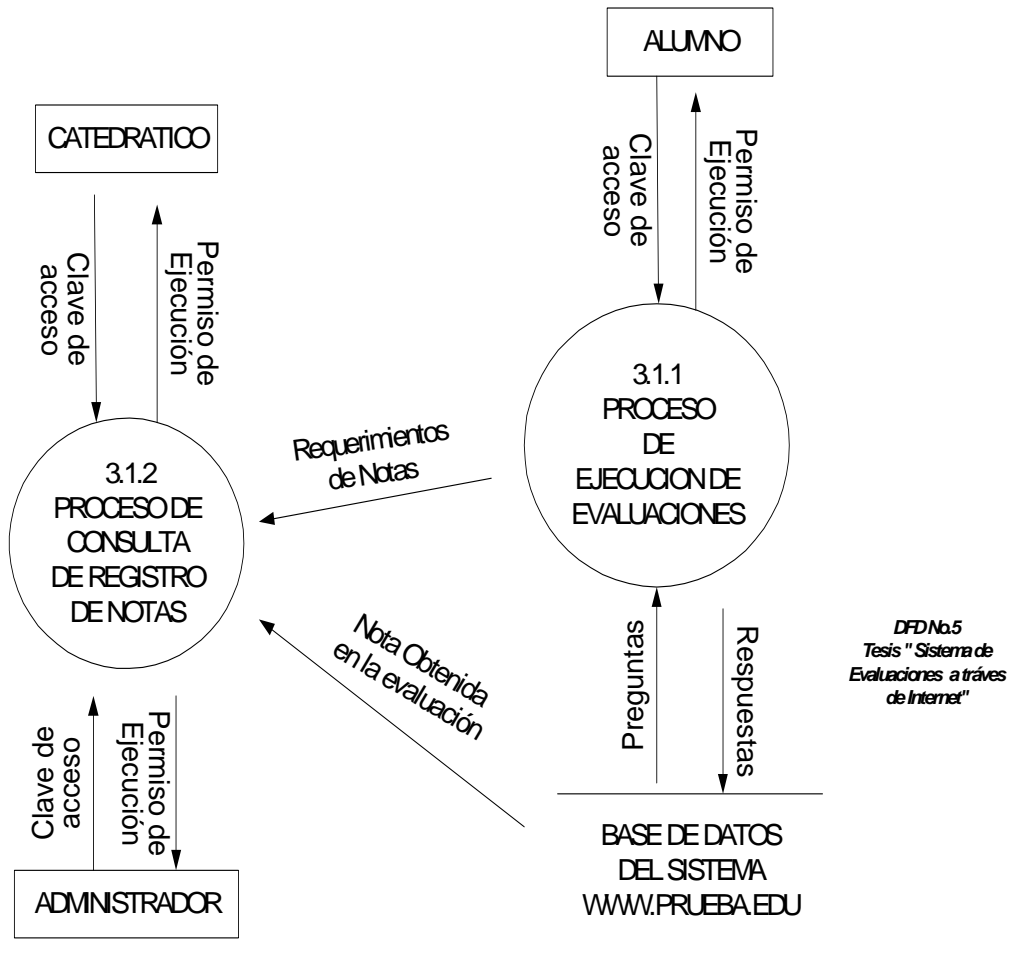 ALUMNO
CATEDRATICO
Clave de
acceso
Permiso de
Ejecución
Clave de
acceso
Permiso de
Ejecución
3.1.1
PROCESO
DE
EJECUCION DE
EVALUACIONES
Requerimientos
de Notas
3.1.2
PROCESO DE
CONSULTA
DE REGISTRO
DE NOTAS
Nota Obtenida
en la evaluación
Preguntas
Respuestas
DFD No.5
Tesis " Sistema de
Evaluaciones a tráves
de Internet"
Clave de
acceso
Permiso de
Ejecución
BASE DE DATOS
DEL SISTEMA
WWW.PRUEBA.EDU
ADMINISTRADOR